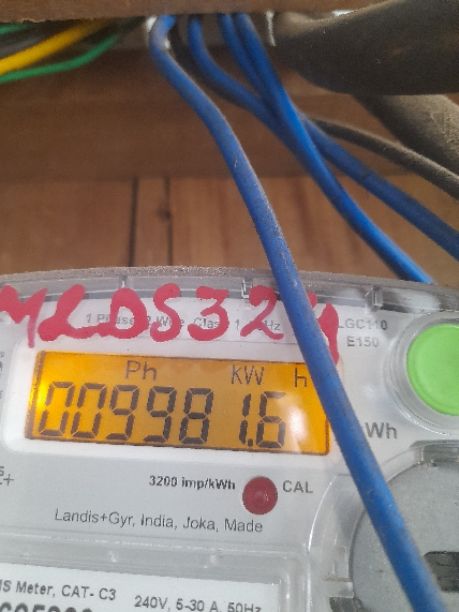 MLDS32
LGC110
E150
Ph KW h
009981.6
Wh
3200 imp/kWh CAL
Landis+Gyr, India, Joka, Made
MS Meter, CAT- C3
240V, 5-30 A, 50Hz